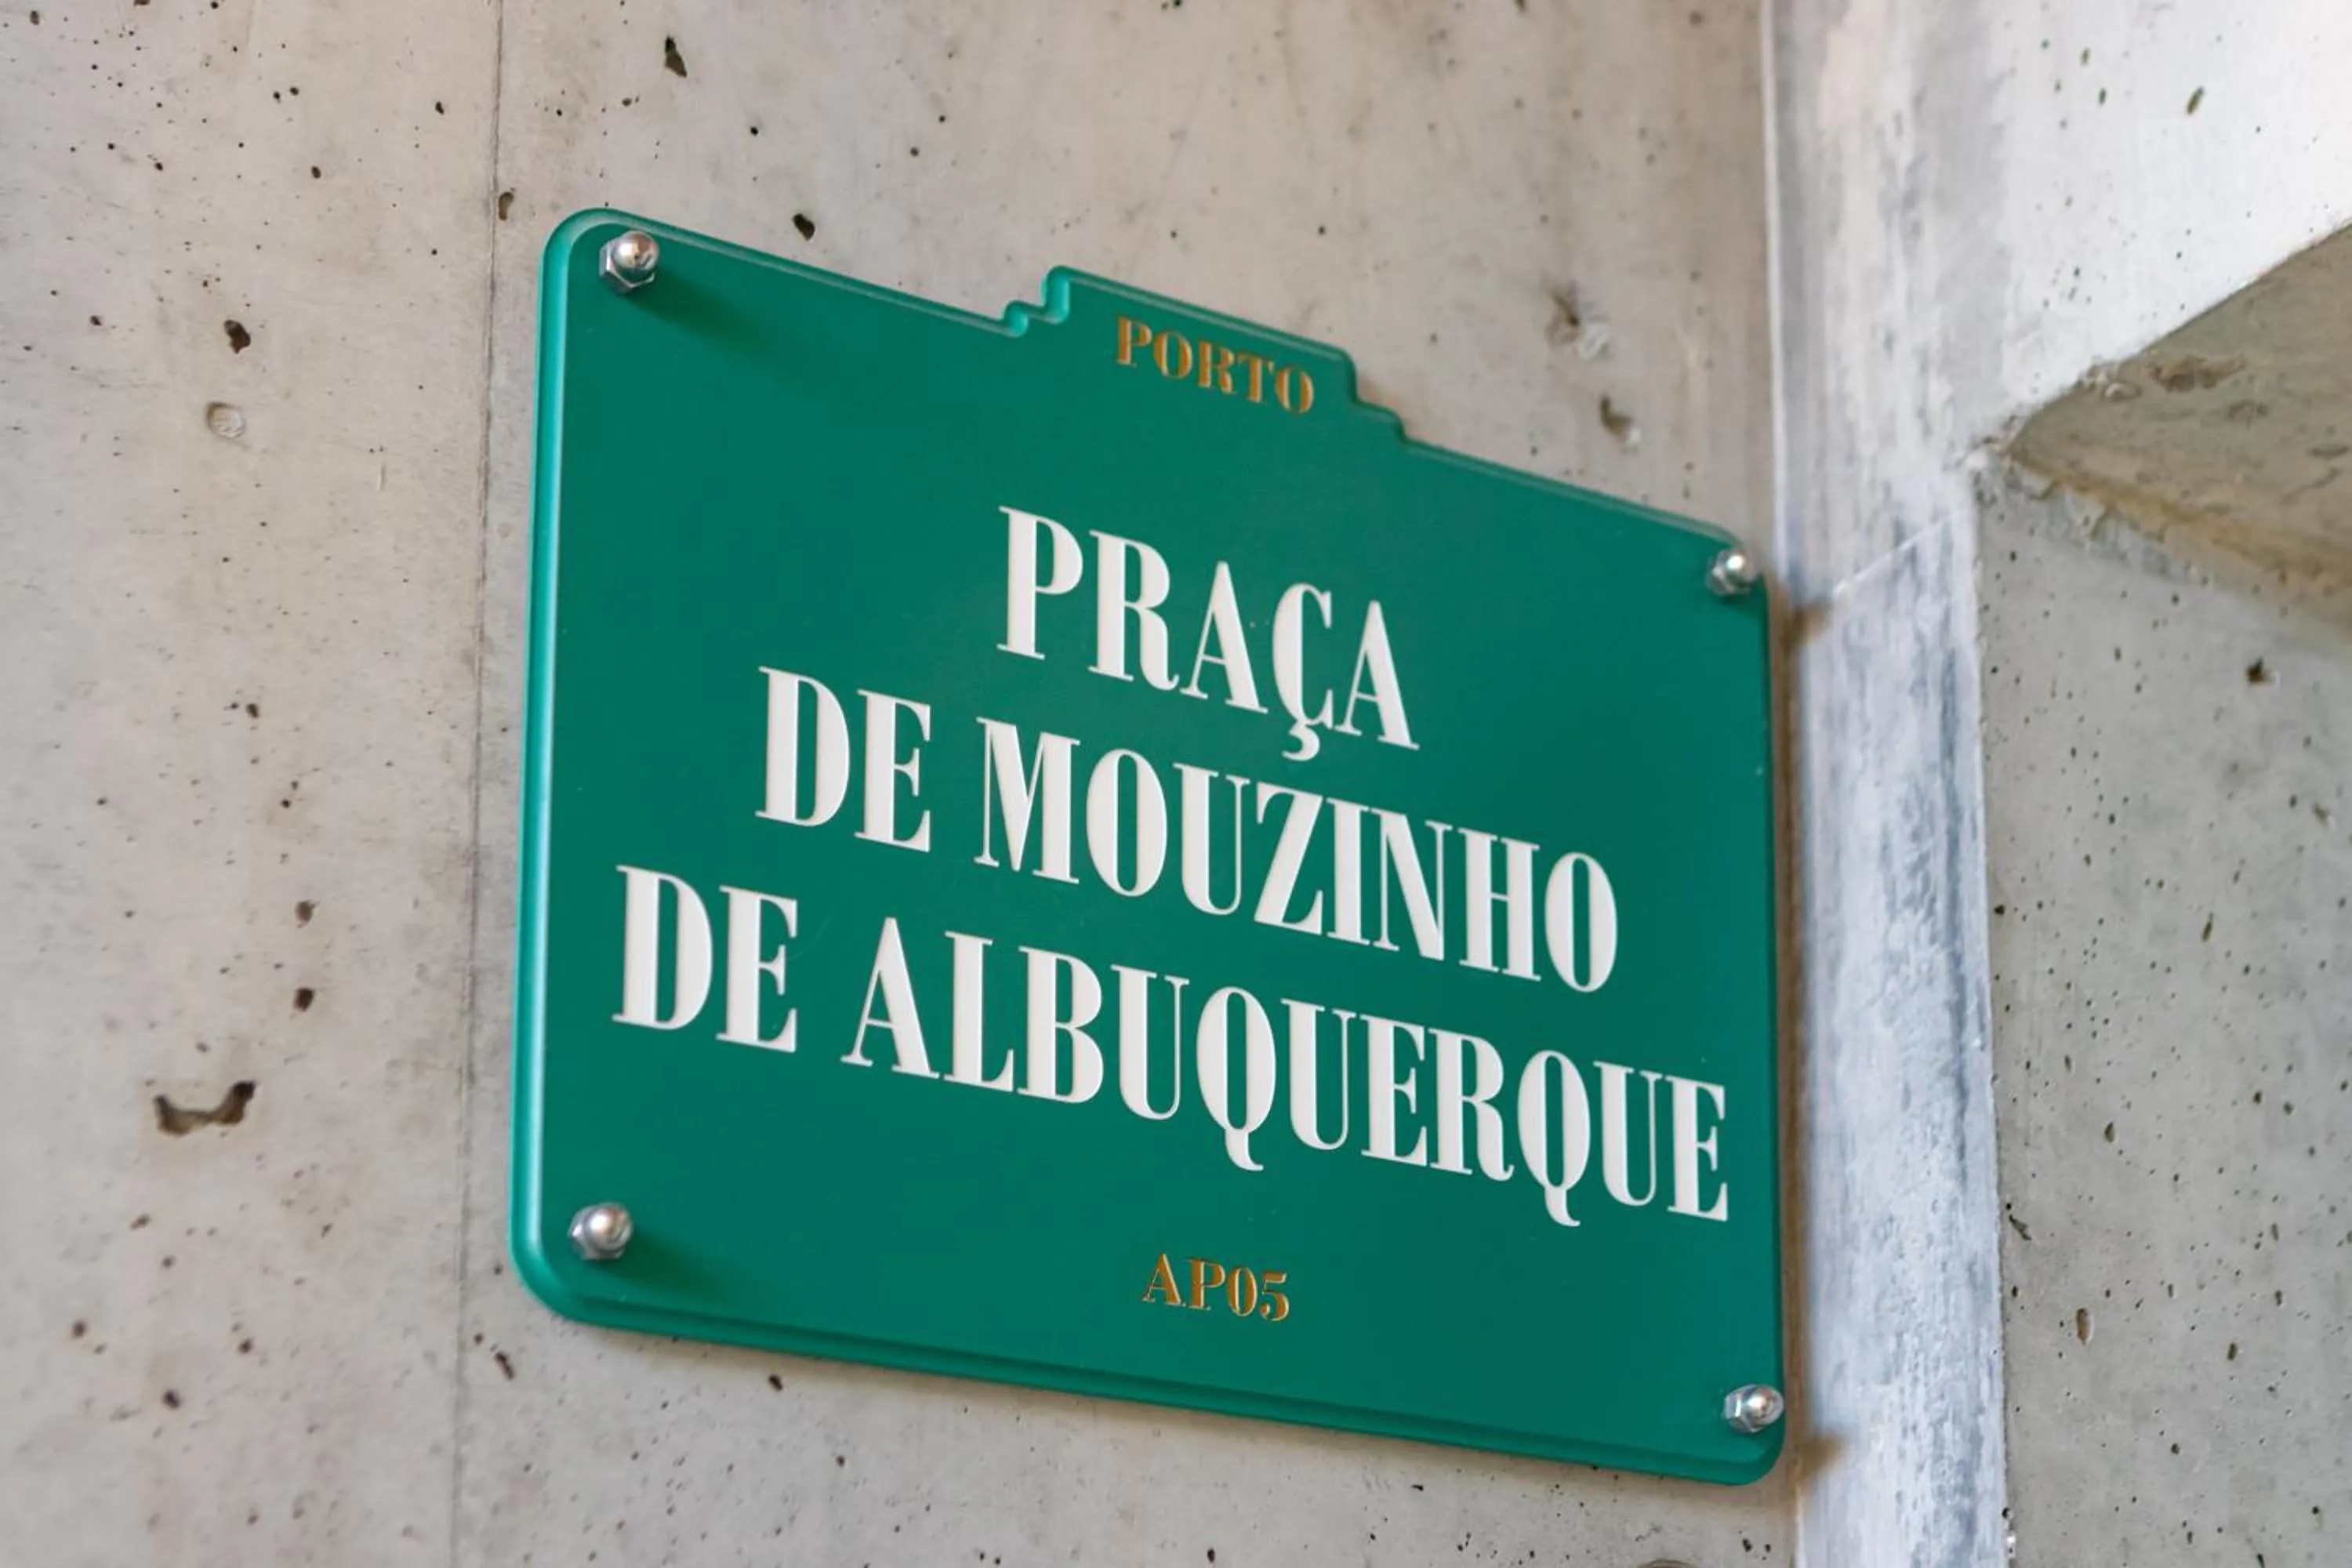 PORTO
PRAÇA
DE MOUZINHO
DE ALBUQUERQUE
AP05